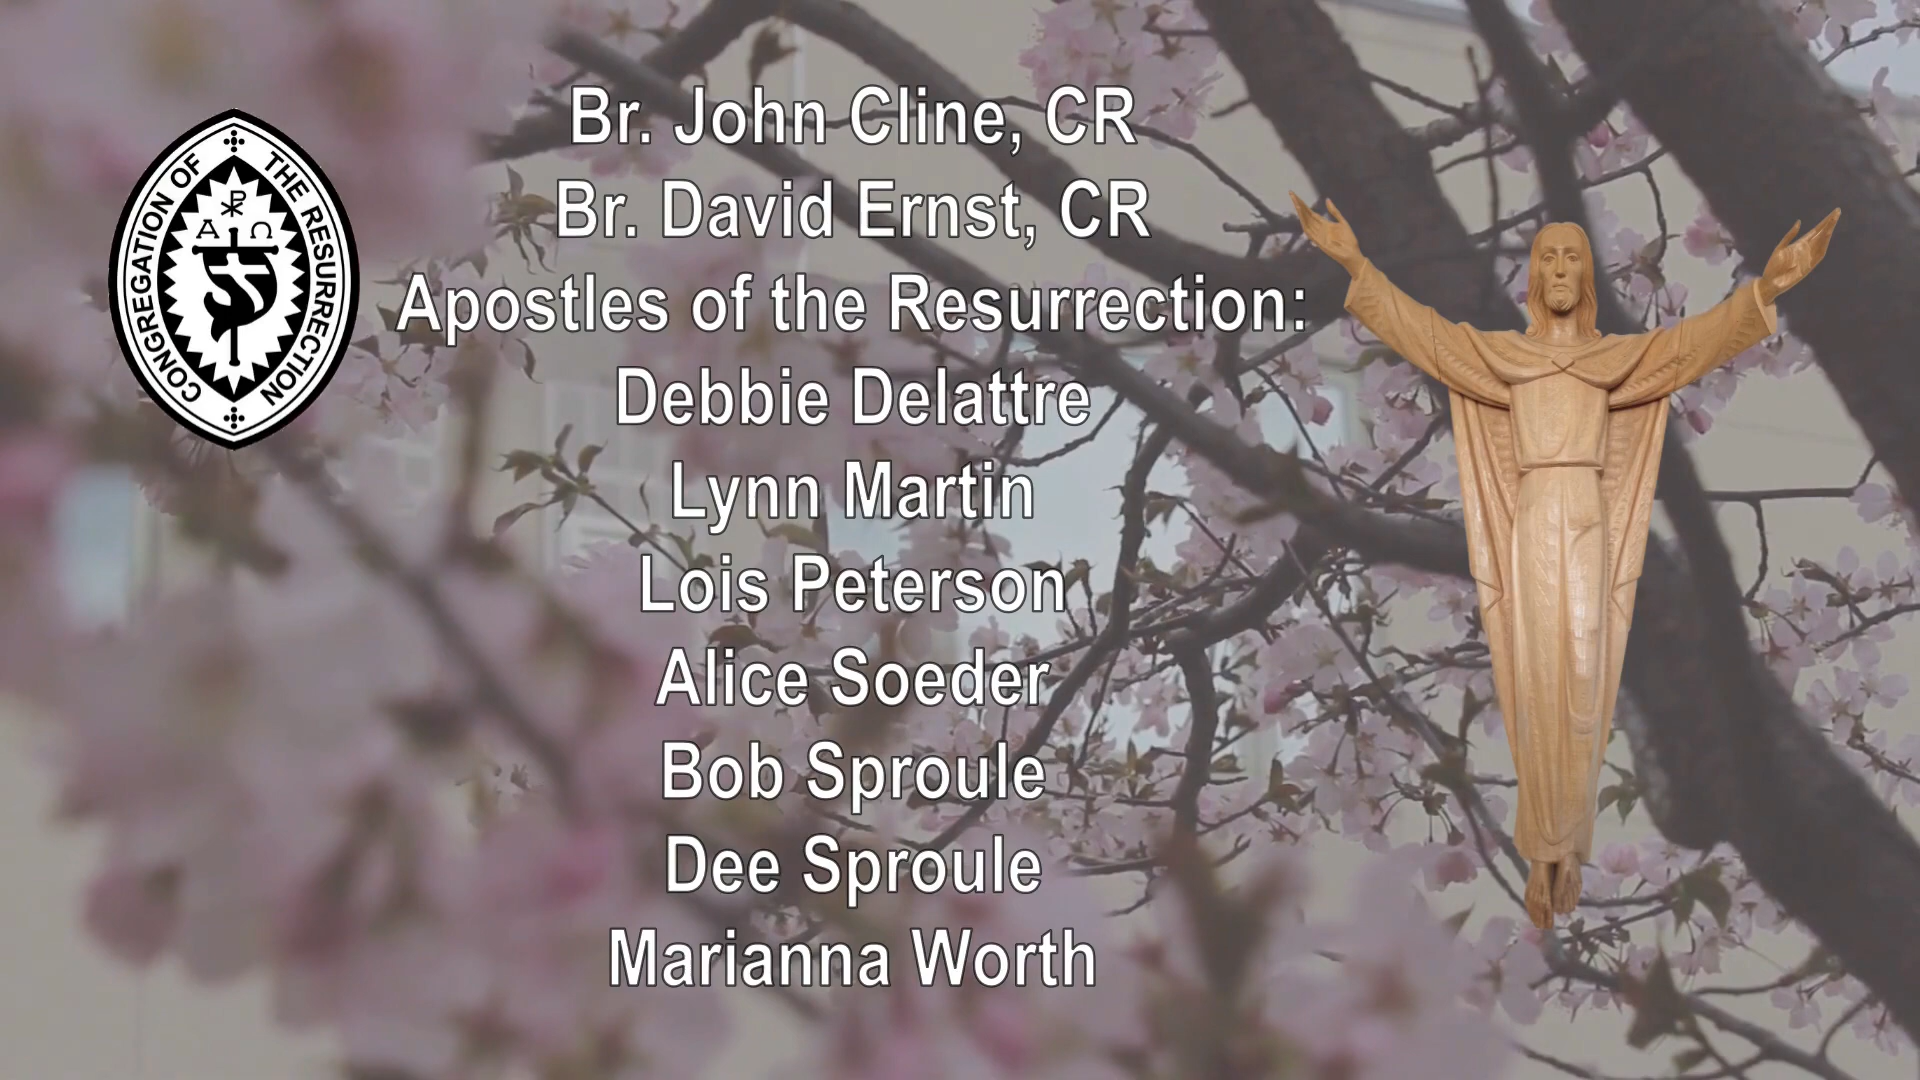 CONGREGATION OF THE RESURRECTION
Α Ω
Br. John Cline, CR
Br. David Ernst, CR
Apostles of the Resurrection:
Debbie Delattre
Lynn Martin
Lois Peterson
Alice Soeder
Bob Sproule
Dee Sproule
Marianna Worth